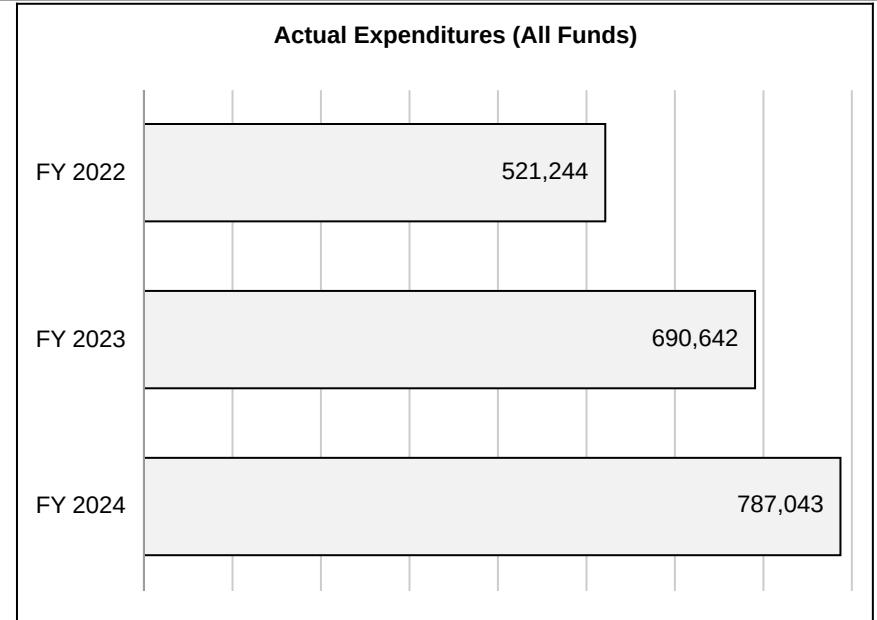 Actual Expenditures (All Funds)
FY 2022 521,244
FY 2023 690,642
FY 2024 787,043